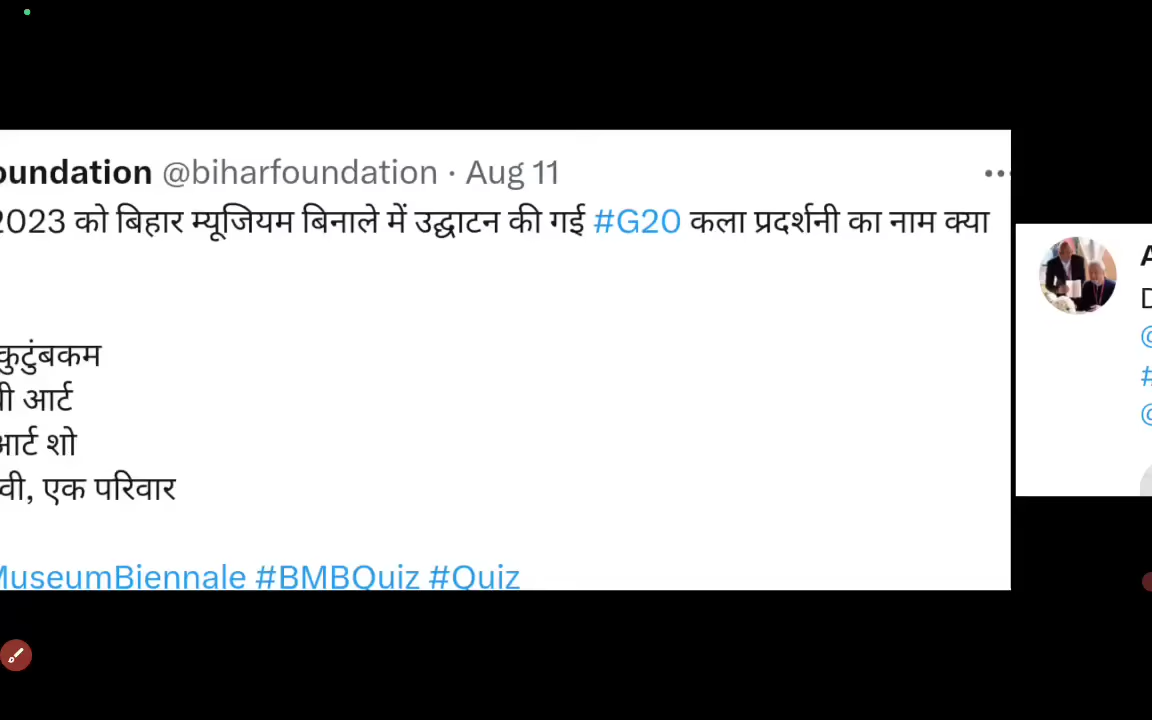 oundation @biharfoundation · Aug 11
2023 को बिहार म्यूजियम बिनाले में उद्घाटन की गई #G20 कला प्रदर्शनी का नाम क्या
कुटुंबकम
वी आर्ट
आर्ट शो
वी, एक परिवार
MuseumBiennale #BMBQuiz #Quiz
A
D
@
#
@